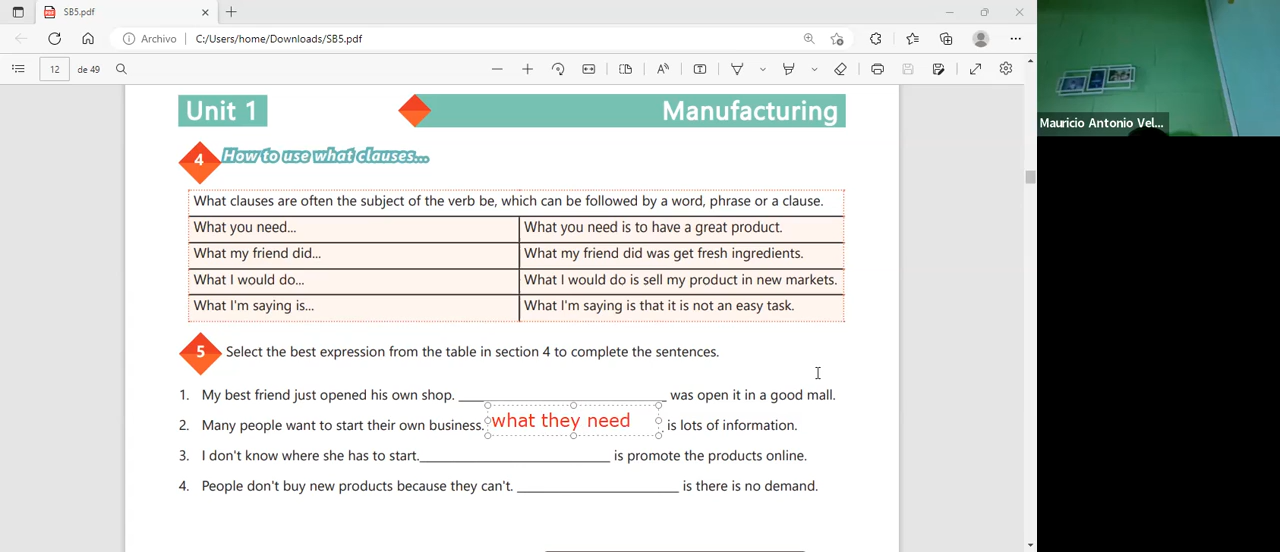 SB5.pdf
Archivo C:/Users/home/Downloads/SB5.pdf
12 de 49
Unit 1 Manufacturing
4 How to use what clauses...
What clauses are often the subject of the verb be, which can be followed by a word, phrase or a clause.
What you need... What you need is to have a great product.
What my friend did... What my friend did was get fresh ingredients.
What I would do... What I would do is sell my product in new markets.
What I'm saying is... What I'm saying is that it is not an easy task.
5 Select the best expression from the table in section 4 to complete the sentences.
1. My best friend just opened his own shop. ____________________ was open it in a good mall.
2. Many people want to start their own business. what they need is lots of information.
3. I don't know where she has to start.____________________ is promote the products online.
4. People don't buy new products because they can't. ____________________ is there is no demand.
Mauricio Antonio Vel...